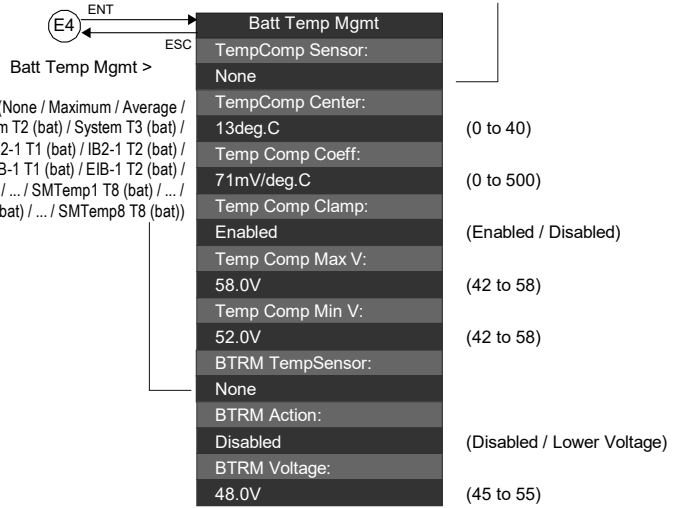 E4
ENT
ESC
Batt Temp Mgmt >
Batt Temp Mgmt
TempComp Sensor:
None
TempComp Center:
13deg.C
(0 to 40)
Temp Comp Coeff:
71mV/deg.C
(0 to 500)
Temp Comp Clamp:
Enabled
(Enabled / Disabled)
Temp Comp Max V:
58.0V
(42 to 58)
Temp Comp Min V:
52.0V
(42 to 58)
BTRM TempSensor:
None
BTRM Action:
Disabled
(Disabled / Lower Voltage)
BTRM Voltage:
48.0V
(45 to 55)
(None / Maximum / Average /
T2 (bat) / System T3 (bat) /
T1 (bat) / IB2-1 T2 (bat) /
T1 (bat) / EIB-1 T2 (bat) /
/ ... / SMTemp1 T8 (bat) / ... /
/ ... / SMTemp8 T8 (bat))